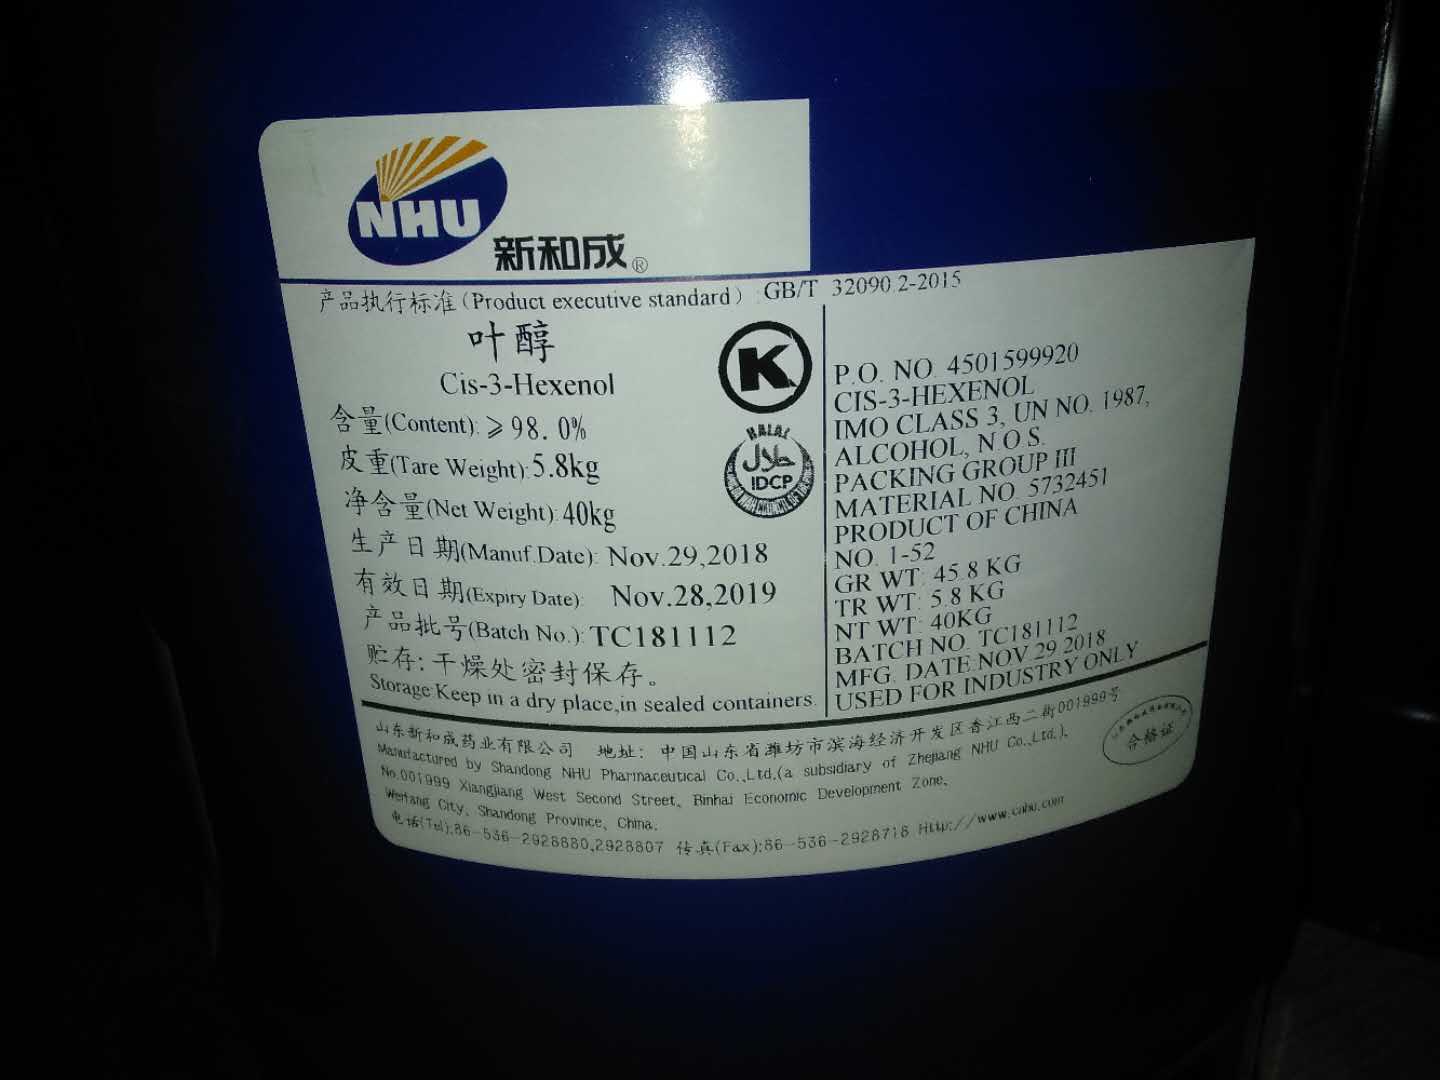 NHU
新和成®
产品执行标准(Product executive standard): GB/T 32090.2-2015
叶醇
Cis-3-Hexenol
含量(Content): ≥98.0%
皮重(Tare Weight):5.8kg
净含量(Net Weight):40kg
生产日期(Manuf.Date): Nov.29,2018
有效日期(Expiry Date): Nov.28,2019
产品批号(Batch No.): TC181112
贮存:干燥处密封保存。
Storage:Keep in a dry place,in sealed containers.
K
HALAL
حلال
IDCP
P.O. NO. 4501599920
CIS-3-HEXENOL
IMO CLASS 3, UN NO. 1987,
ALCOHOL, N.O.S.
PACKING GROUP III
MATERIAL NO. 5732451
PRODUCT OF CHINA
NO. 1-52
GR WT: 45.8 KG
TR WT: 5.8 KG
NT WT: 40KG
BATCH NO. TC181112
MFG. DATE:NOV 29 2018
USED FOR INDUSTRY ONLY
山东新和成药业有限公司 地址: 中国山东省潍坊市滨海经济开发区香江西二街001999号
Manufactured by Shandong NHU Pharmaceutical Co.,Ltd.(a subsidiary of Zhejiang NHU Co.,Ltd.),
No.001999 Xiangjiang West Second Street, Binhai Economic Development Zone,
Weifang City, Shandong Province, China.
电话(Tel):86-536-2928880,2928807 传真(Fax):86-536-2928718 Http://www.cnhu.com
合格证